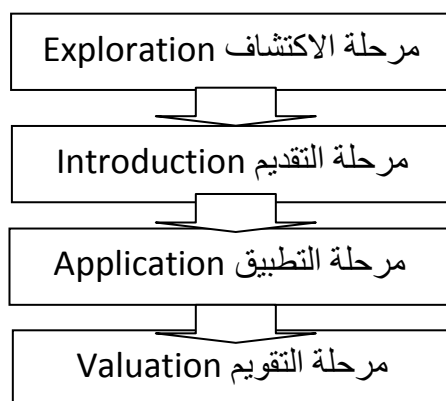 مرحلة الاكتشاف Exploration
مرحلة التقديم Introduction
مرحلة التطبيق Application
مرحلة التقويم Valuation